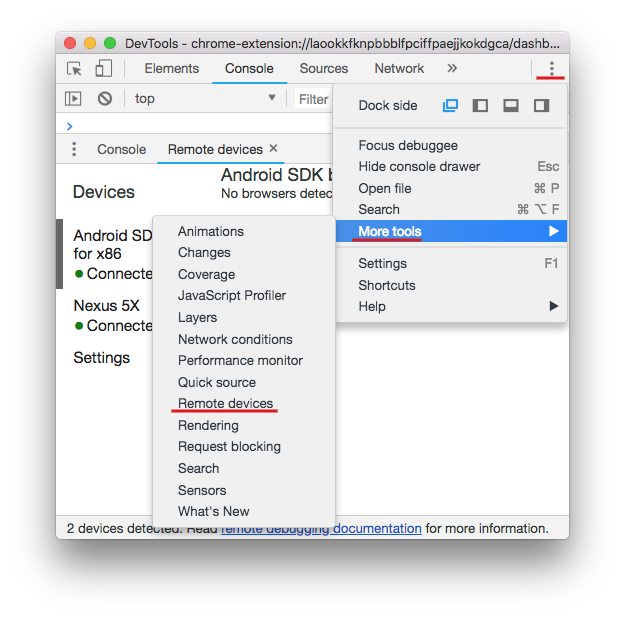 DevTools - chrome-extension://laookkfknpbbblfpciffpaejjkokdgca/dashb...
Elements Console Sources Network »
top ▼ Filter
Dock side
Focus debuggee
Hide console drawer Esc
Open file ⌘ P
Search ⌘ ⌥ F
More tools ▶
Settings F1
Shortcuts
Help ▶
>
Console Remote devices ×
Devices
Android SD
for x86
Connecte
Nexus 5X
Connecte
Settings
Android SDK b
No browsers detec
Animations
Changes
Coverage
JavaScript Profiler
Layers
Network conditions
Performance monitor
Quick source
Remote devices
Rendering
Request blocking
Search
Sensors
What's New
2 devices detected. Read remote debugging documentation for more information.